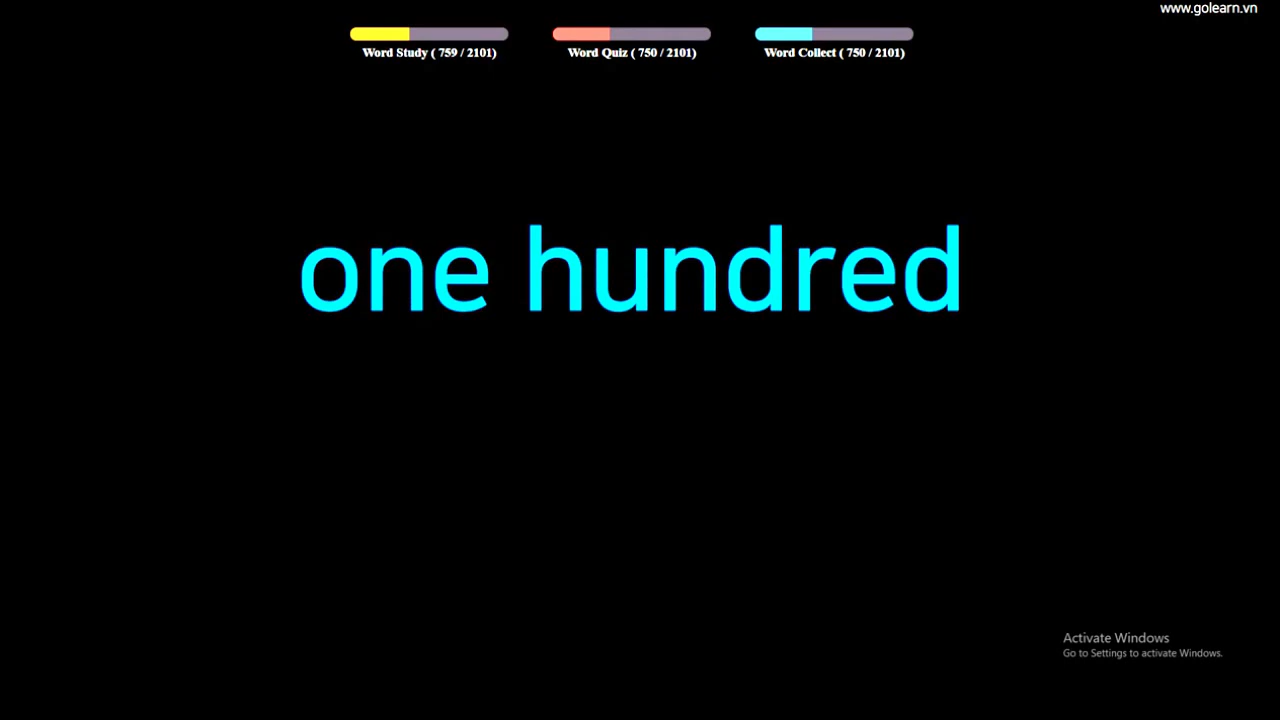 www.golearn.vn
Word Study ( 759 / 2101)
Word Quiz ( 750 / 2101)
Word Collect ( 750 / 2101)
one hundred
Activate Windows
Go to Settings to activate Windows.